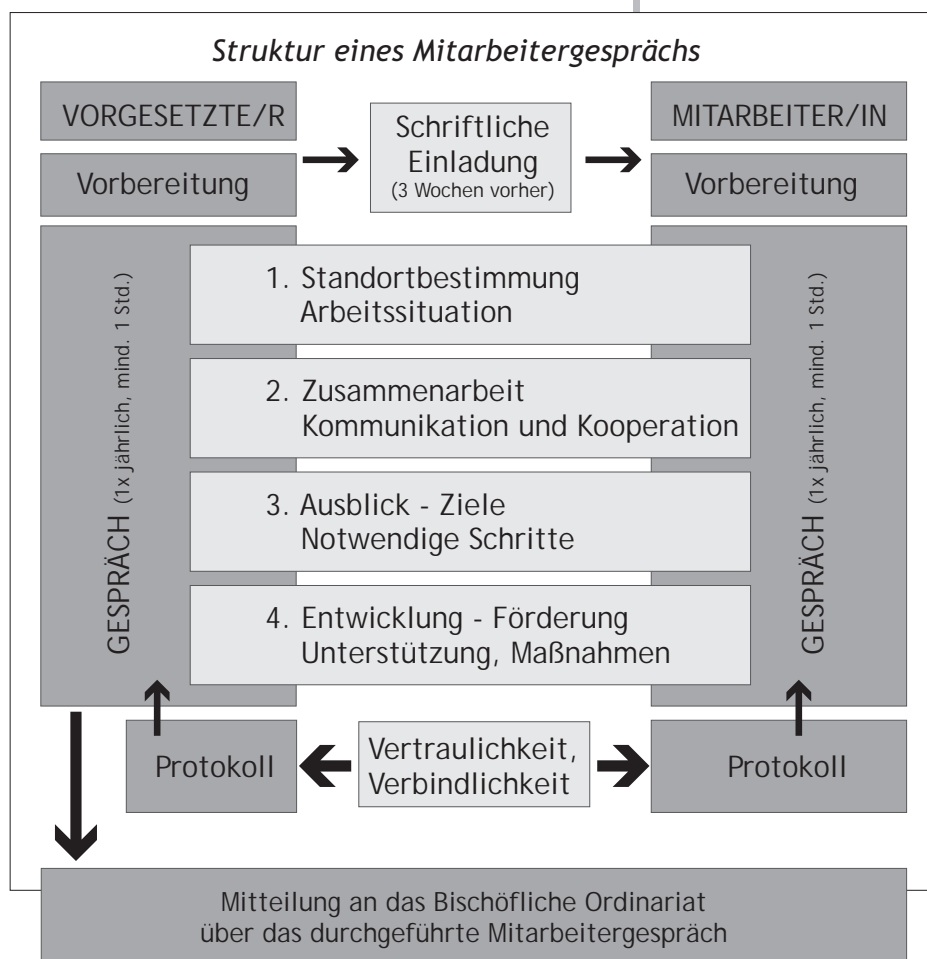 Struktur eines Mitarbeitergesprächs
VORGESETZTE/R
Vorbereitung
Schriftliche
Einladung
(3 Wochen vorher)
MITARBEITER/IN
Vorbereitung
GESPRÄCH (1x jährlich, mind. 1 Std.)
1. Standortbestimmung
Arbeitssituation
2. Zusammenarbeit
Kommunikation und Kooperation
3. Ausblick - Ziele
Notwendige Schritte
4. Entwicklung - Förderung
Unterstützung, Maßnahmen
GESPRÄCH (1x jährlich, mind. 1 Std.)
Protokoll
Vertraulichkeit,
Verbindlichkeit
Protokoll
Mitteilung an das Bischöfliche Ordinariat
über das durchgeführte Mitarbeitergespräch